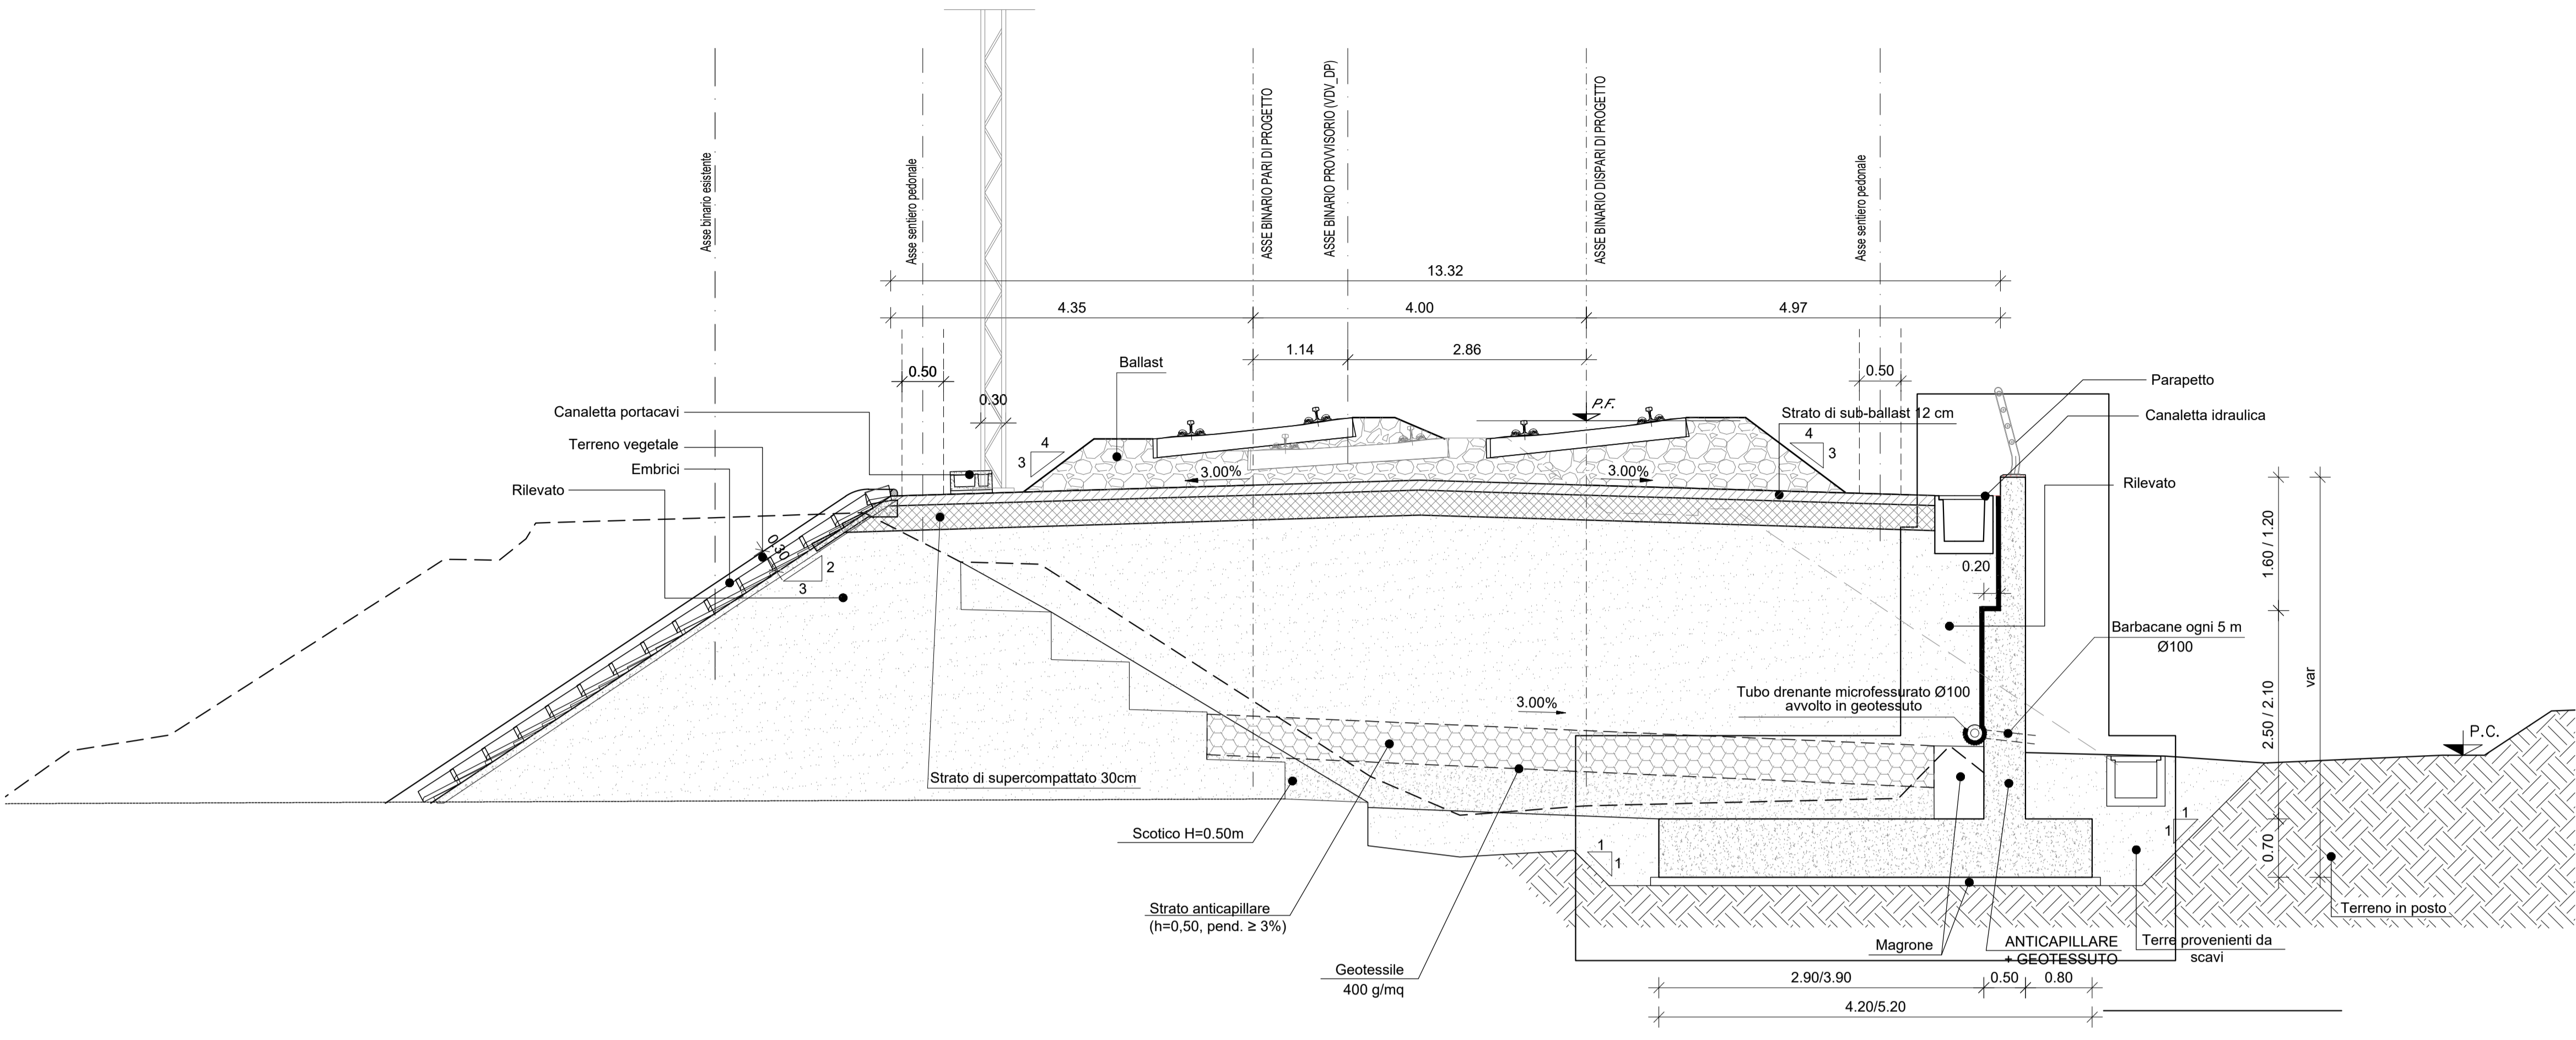 Asse binario esistente
Asse sentiero pedonale
ASSE BINARIO PARI DI PROGETTO
ASSE BINARIO PROVVISORIO (VDV_DP)
ASSE BINARIO DISPARI DI PROGETTO
Asse sentiero pedonale
13.32
4.35
4.00
4.97
1.14
2.86
0.50
0.50
0.30
Ballast
P.F.
Strato di sub-ballast 12 cm
Parapetto
Canaletta idraulica
Canaletta portacavi
Terreno vegetale
Embrici
Rilevato
4
3
4
3
3.00%
3.00%
Rilevato
0.30
2
3
0.20
1.60 / 1.20
Barbacane ogni 5 m
Ø100
var
Tubo drenante microfessurato Ø100
avvolto in geotessuto
3.00%
2.50 / 2.10
P.C.
Strato di supercompattato 30cm
Scotico H=0.50m
1
1
1
1
0.70
Strato anticapillare
(h=0,50, pend. ≥ 3%)
Terreno in posto
Magrone
ANTICAPILLARE
+ GEOTESSUTO
Terre provenienti da
scavi
Geotessile
400 g/mq
2.90/3.90
0.50
0.80
4.20/5.20